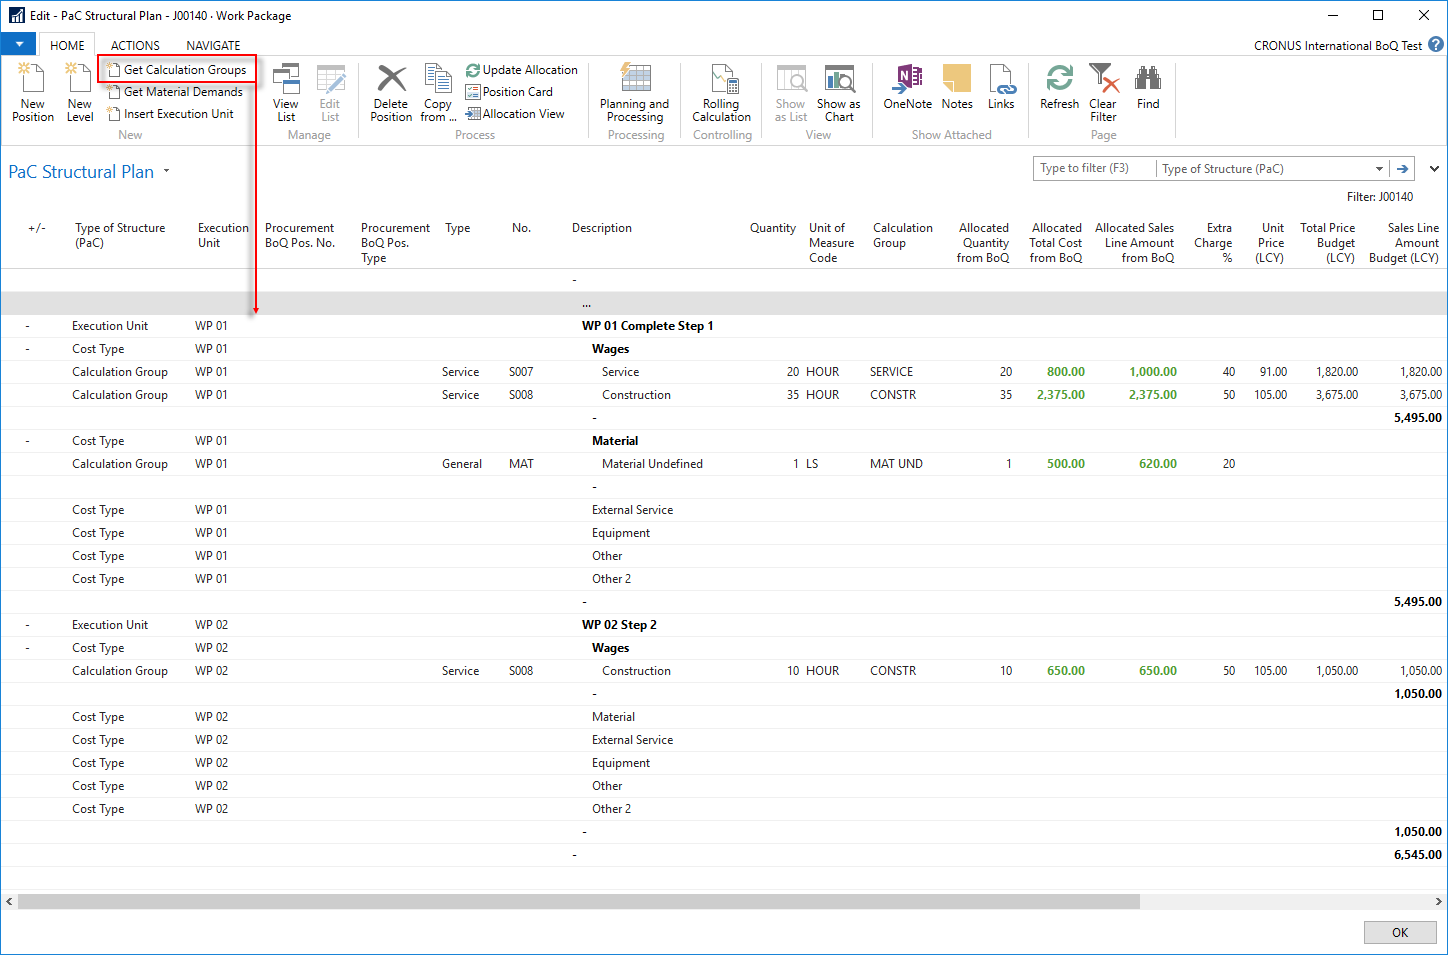 Edit - PaC Structural Plan - J00140 · Work Package
HOME ACTIONS NAVIGATE CRONUS International BoQ Test ?
New Position
New Level
Get Calculation Groups
Get Material Demands
Insert Execution Unit
New
View List
Edit List
Manage
Delete Position
Copy from ...
Update Allocation
Position Card
Allocation View
Process
Planning and Processing
Processing
Rolling Calculation
Controlling
Show as List
Show as Chart
View
OneNote
Notes
Links
Show Attached
Refresh
Clear Filter
Find
Page
PaC Structural Plan
Type to filter (F3) Type of Structure (PaC)
Filter: J00140
+/- Type of Structure (PaC) Execution Unit Procurement BoQ Pos. No. Procurement BoQ Pos. Type Type No. Description Quantity Unit of Measure Code Calculation Group Allocated Quantity from BoQ Allocated Total Cost from BoQ Allocated Sales Line Amount from BoQ Extra Charge % Unit Price (LCY) Total Price Budget (LCY) Sales Line Amount Budget (LCY)
-
...
- Execution Unit WP 01 WP 01 Complete Step 1
- Cost Type WP 01 Wages
Calculation Group WP 01 Service S007 Service 20 HOUR SERVICE 20 800.00 1,000.00 40 91.00 1,820.00 1,820.00
Calculation Group WP 01 Service S008 Construction 35 HOUR CONSTR 35 2,375.00 2,375.00 50 105.00 3,675.00 3,675.00
- 5,495.00
- Cost Type WP 01 Material
Calculation Group WP 01 General MAT Material Undefined 1 LS MAT UND 1 500.00 620.00 20
-
Cost Type WP 01 External Service
Cost Type WP 01 Equipment
Cost Type WP 01 Other
Cost Type WP 01 Other 2
- 5,495.00
- Execution Unit WP 02 WP 02 Step 2
- Cost Type WP 02 Wages
Calculation Group WP 02 Service S008 Construction 10 HOUR CONSTR 10 650.00 650.00 50 105.00 1,050.00 1,050.00
- 1,050.00
Cost Type WP 02 Material
Cost Type WP 02 External Service
Cost Type WP 02 Equipment
Cost Type WP 02 Other
Cost Type WP 02 Other 2
- 1,050.00
- 6,545.00
OK